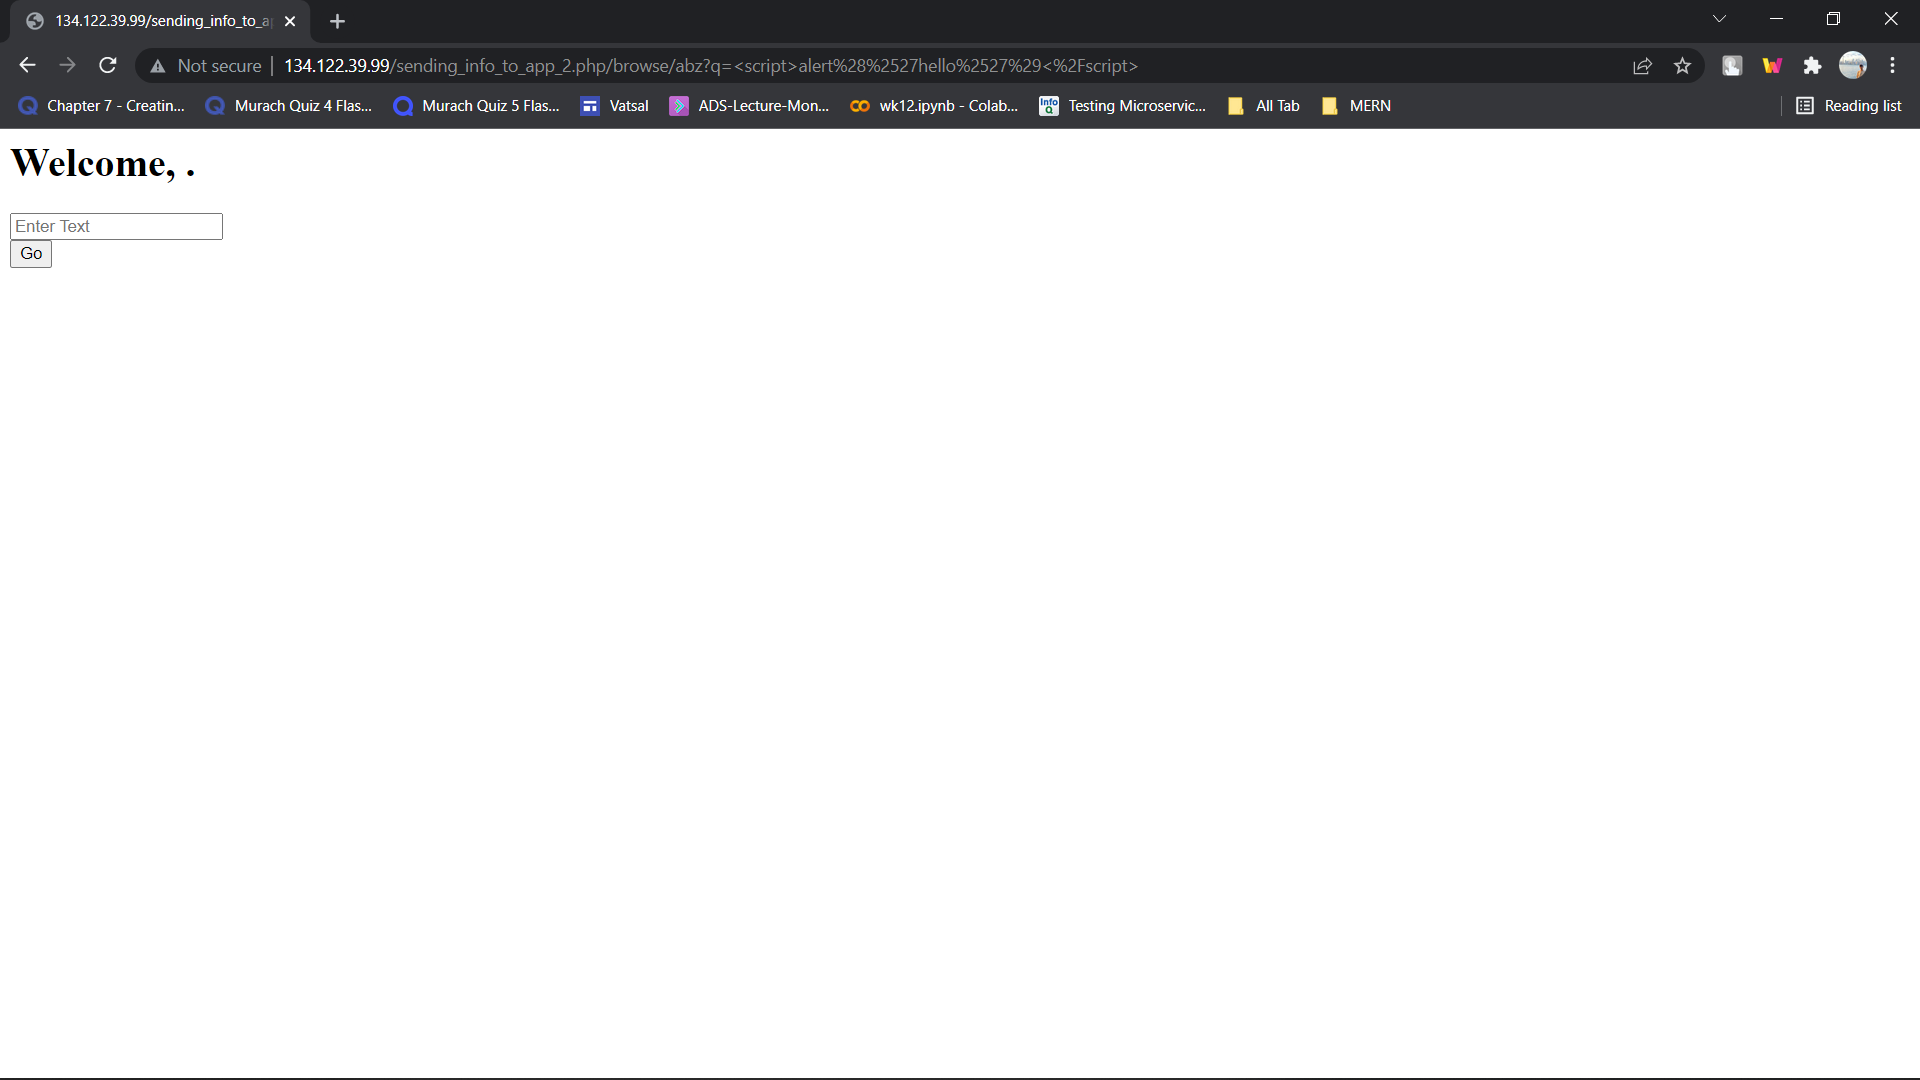 134.122.39.99/sending_info_to_a
Not secure | 134.122.39.99/sending_info_to_app_2.php/browse/abz?q=<script>alert%28%2527hello%2527%29<%2Fscript>
Chapter 7 - Creatin... Murach Quiz 4 Flas... Murach Quiz 5 Flas... Vatsal ADS-Lecture-Mon... wk12.ipynb - Colab... Info Q Testing Microservic... All Tab MERN Reading list
Welcome, .
Enter Text
Go